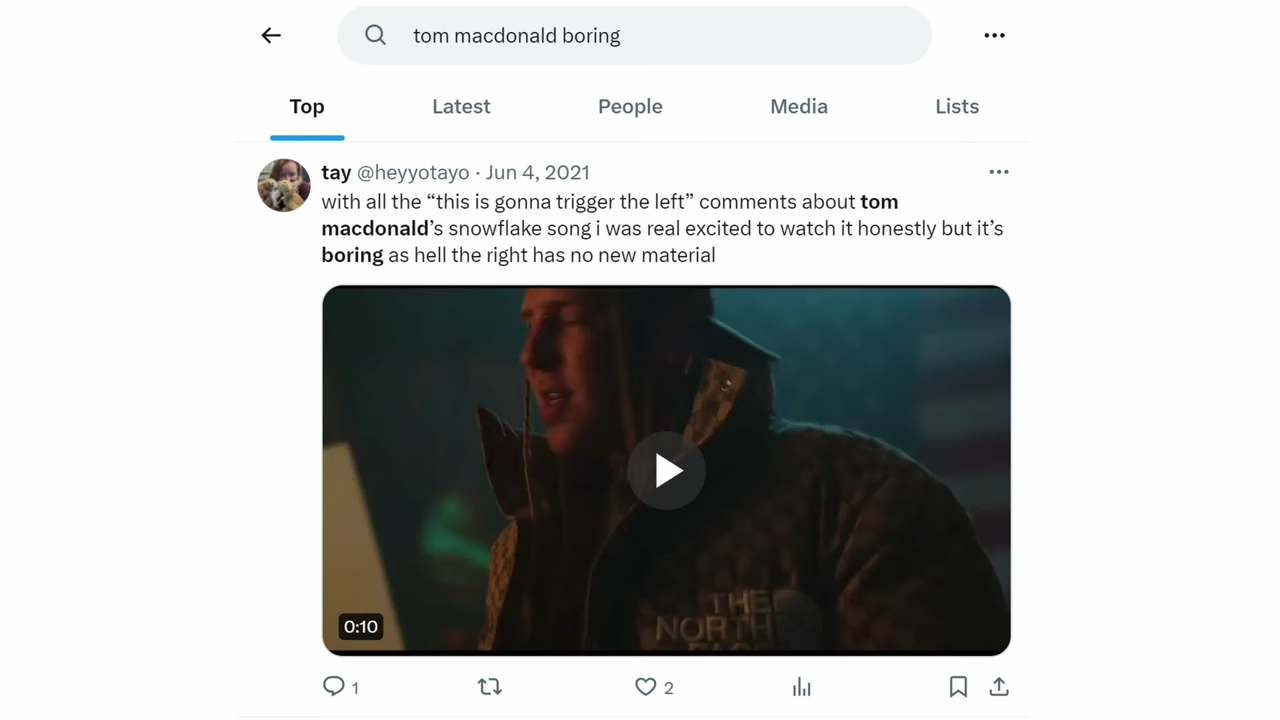 tom macdonald boring
Top
Latest
People
Media
Lists
tay @heyyotayo · Jun 4, 2021
with all the “this is gonna trigger the left” comments about tom
macdonald’s snowflake song i was real excited to watch it honestly but it’s
boring as hell the right has no new material
THE
NORTH
FACE
0:10
1
2